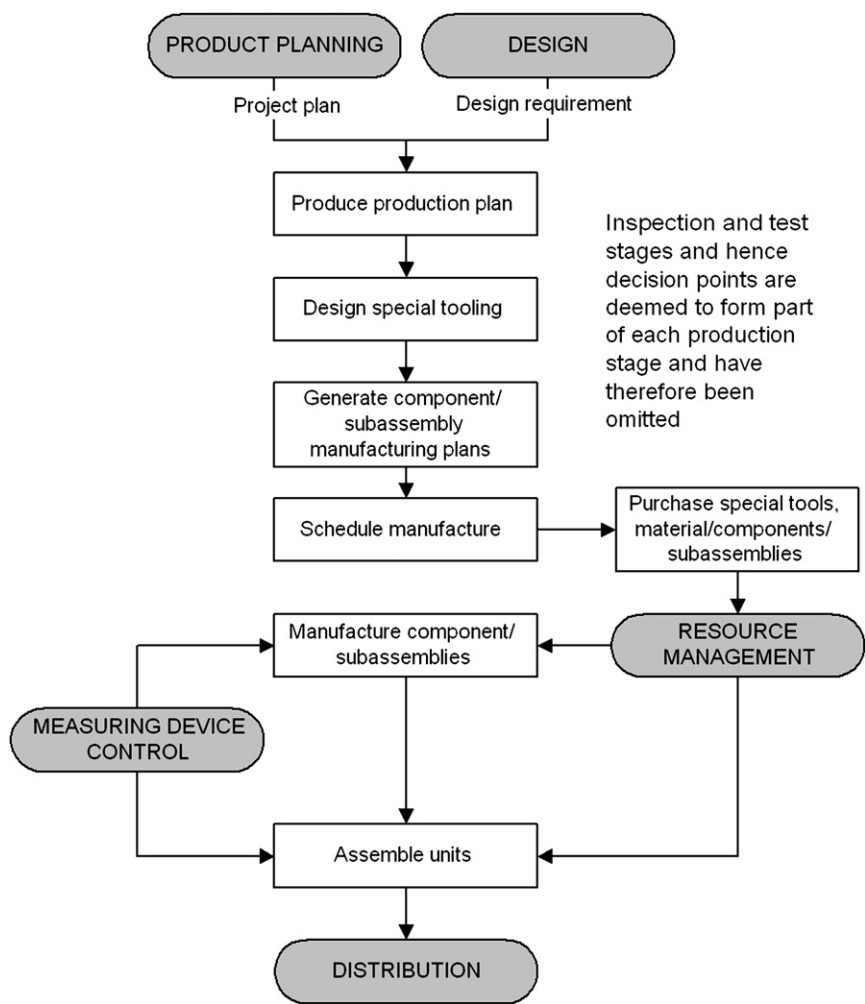 PRODUCT PLANNING
DESIGN
Project plan
Design requirement
Produce production plan
Inspection and test
stages and hence
decision points are
deemed to form part
of each production
stage and have
therefore been
omitted
Design special tooling
Generate component/
subassembly
manufacturing plans
Schedule manufacture
Purchase special tools,
material/components/
subassemblies
Manufacture component/
subassemblies
RESOURCE
MANAGEMENT
MEASURING DEVICE
CONTROL
Assemble units
DISTRIBUTION